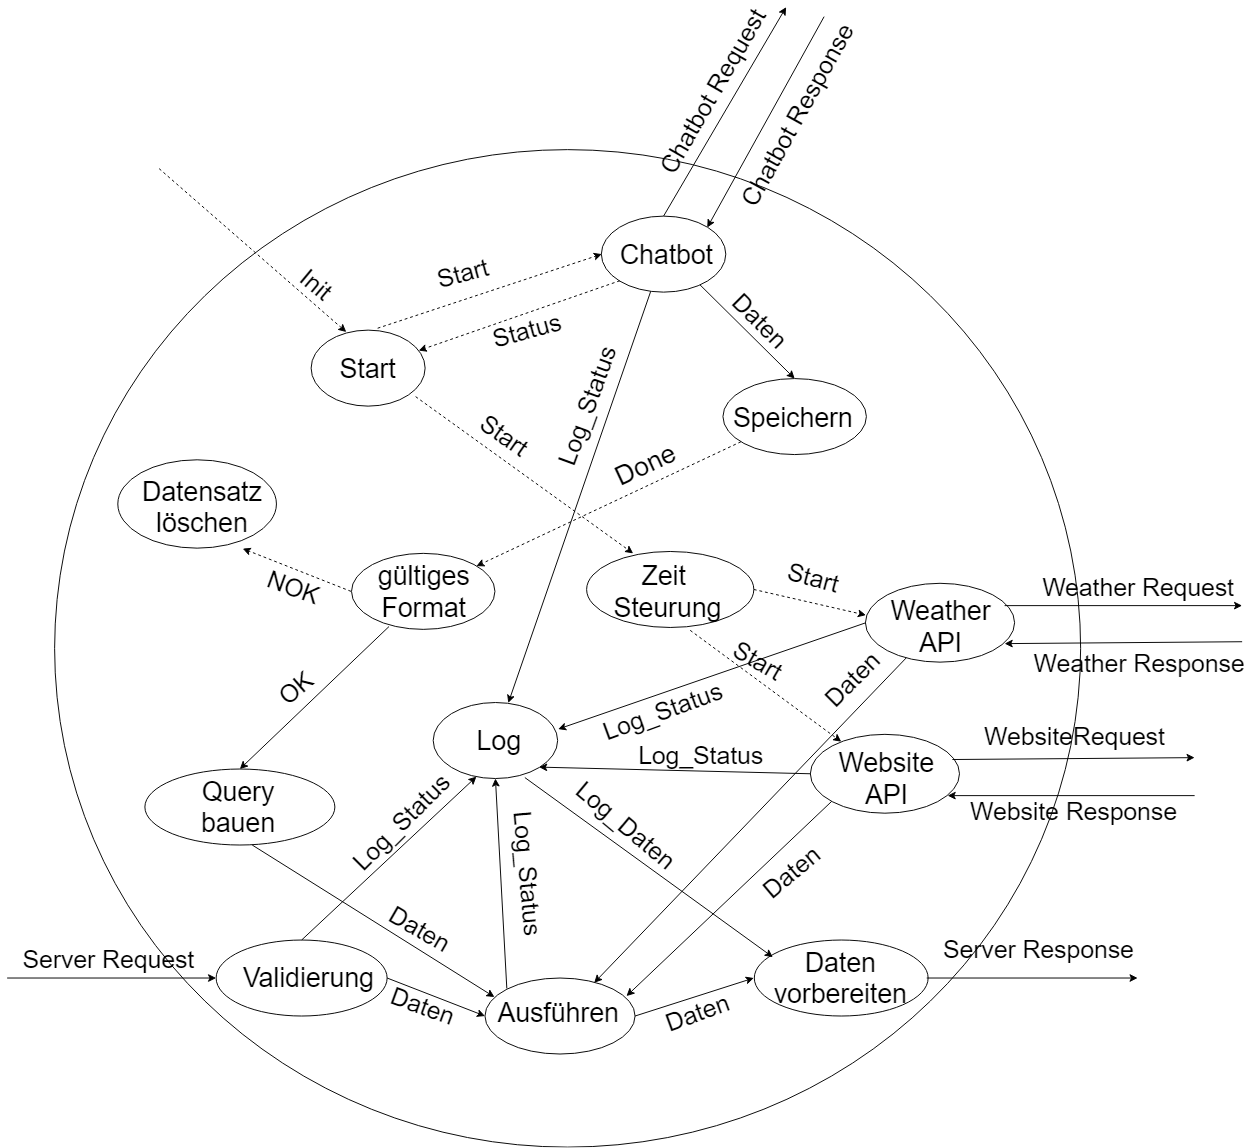 Chatbot Request
Chatbot Response
Init
Start
Chatbot
Status
Daten
Start
Log_Status
Speichern
Start
Done
Datensatz
löschen
NOK
gültiges
Format
Zeit
Steurung
Start
Weather
API
Weather Request
Weather Response
Start
Daten
OK
Log_Status
Log
Log_Status
Website
API
WebsiteRequest
Website Response
Query
bauen
Log_Status
Log_Status
Log_Daten
Daten
Daten
Server Request
Validierung
Daten
Ausführen
Daten
Daten
vorbereiten
Server Response